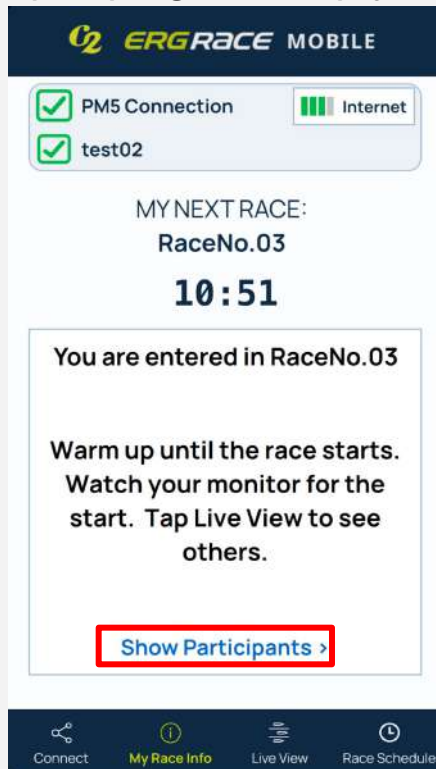 C2 ERGRACE MOBILE
PM5 Connection
Internet
test02
MY NEXT RACE:
RaceNo.03
10:51
You are entered in RaceNo.03
Warm up until the race starts.
Watch your monitor for the
start. Tap Live View to see
others.
Show Participants >
Connect My Race Info Live View Race Schedule